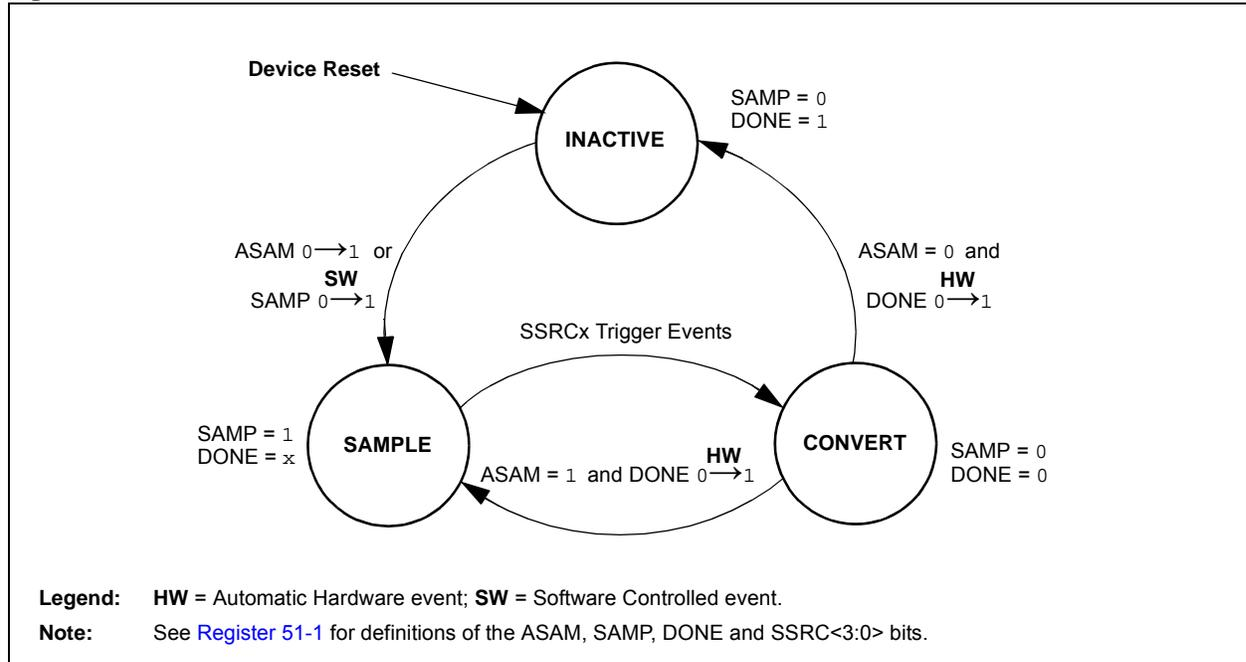 Device Reset
INACTIVE
SAMP = 0
DONE = 1
ASAM 0→1 or
SW
SAMP 0→1
ASAM = 0 and
HW
DONE 0→1
SSRCx Trigger Events
SAMP = 1
DONE = x
SAMPLE
HW
ASAM = 1 and DONE 0→1
CONVERT
SAMP = 0
DONE = 0
Legend: HW = Automatic Hardware event; SW = Software Controlled event.
Note: See Register 51-1 for definitions of the ASAM, SAMP, DONE and SSRC<3:0> bits.